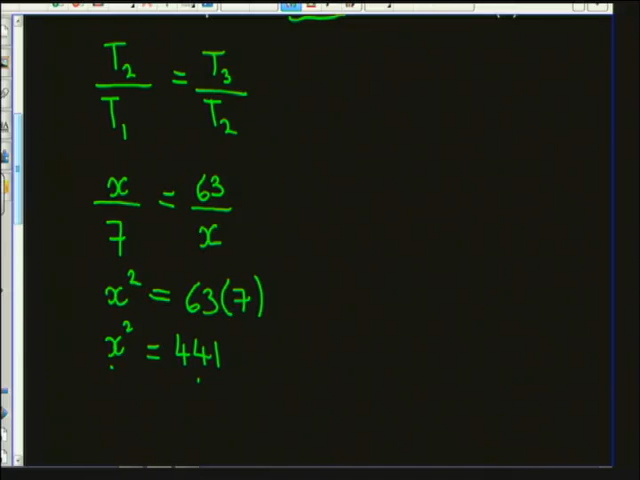 T₂/T₁ = T₃/T₂
x/7 = 63/x
x² = 63(7)
x² = 441